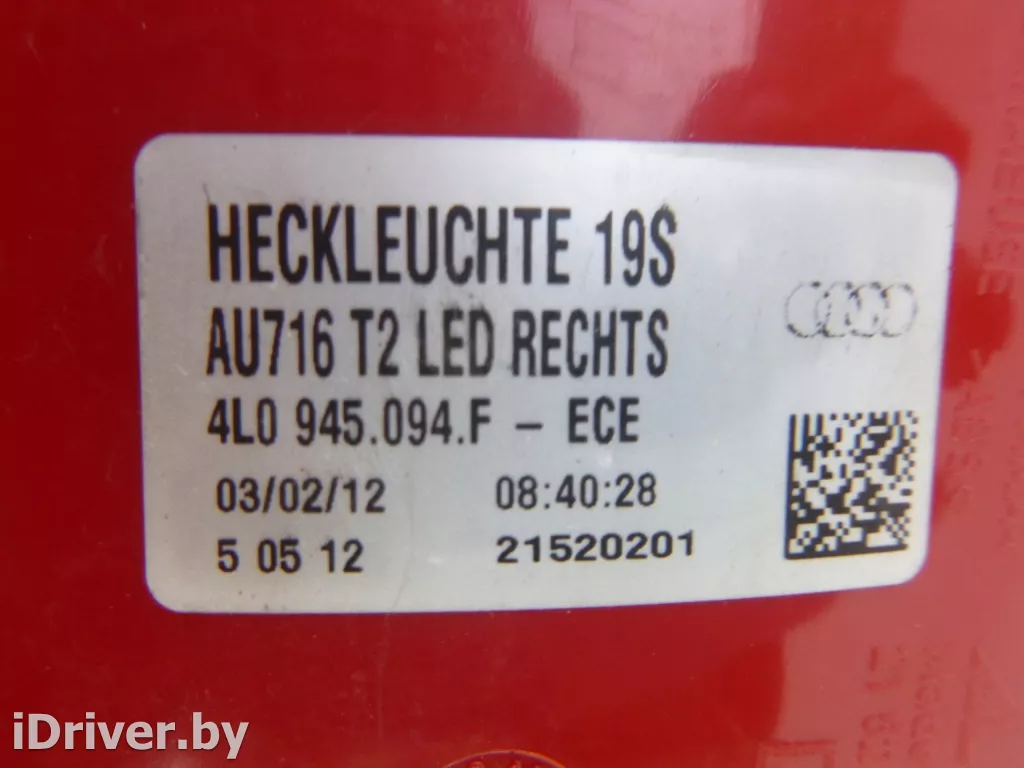 HECKLEUCHTE 19S
AU716 T2 LED RECHTS
4L0 945.094.F - ECE
03/02/12 08:40:28
5 05 12 21520201
iDriver.by